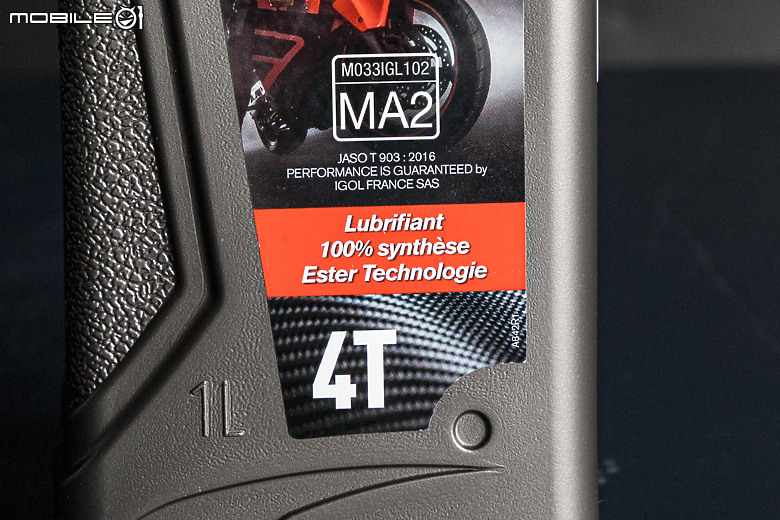 MOBILE01
M033IGL102
MA2
JASO T 903 : 2016
PERFORMANCE IS GUARANTEED by
IGOL FRANCE SAS
Lubrifiant
100% synthèse
Ester Technologie
4T
1L